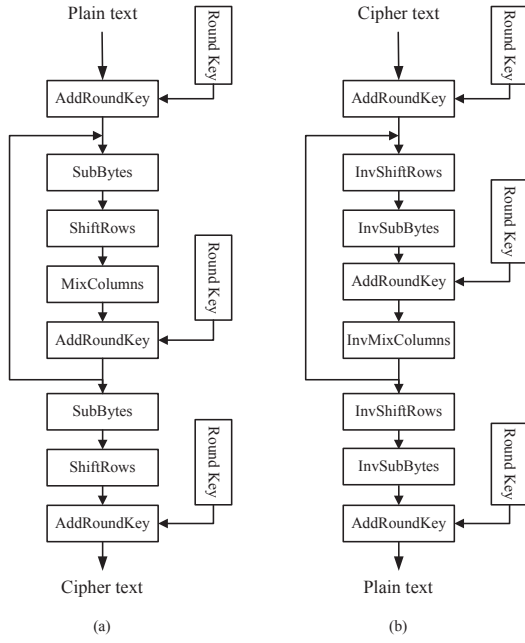 Plain text
Round Key
AddRoundKey
SubBytes
ShiftRows
MixColumns
Round Key
AddRoundKey
SubBytes
ShiftRows
Round Key
AddRoundKey
Cipher text
(a)
Cipher text
Round Key
AddRoundKey
InvShiftRows
InvSubBytes
Round Key
AddRoundKey
InvMixColumns
InvShiftRows
InvSubBytes
Round Key
AddRoundKey
Plain text
(b)